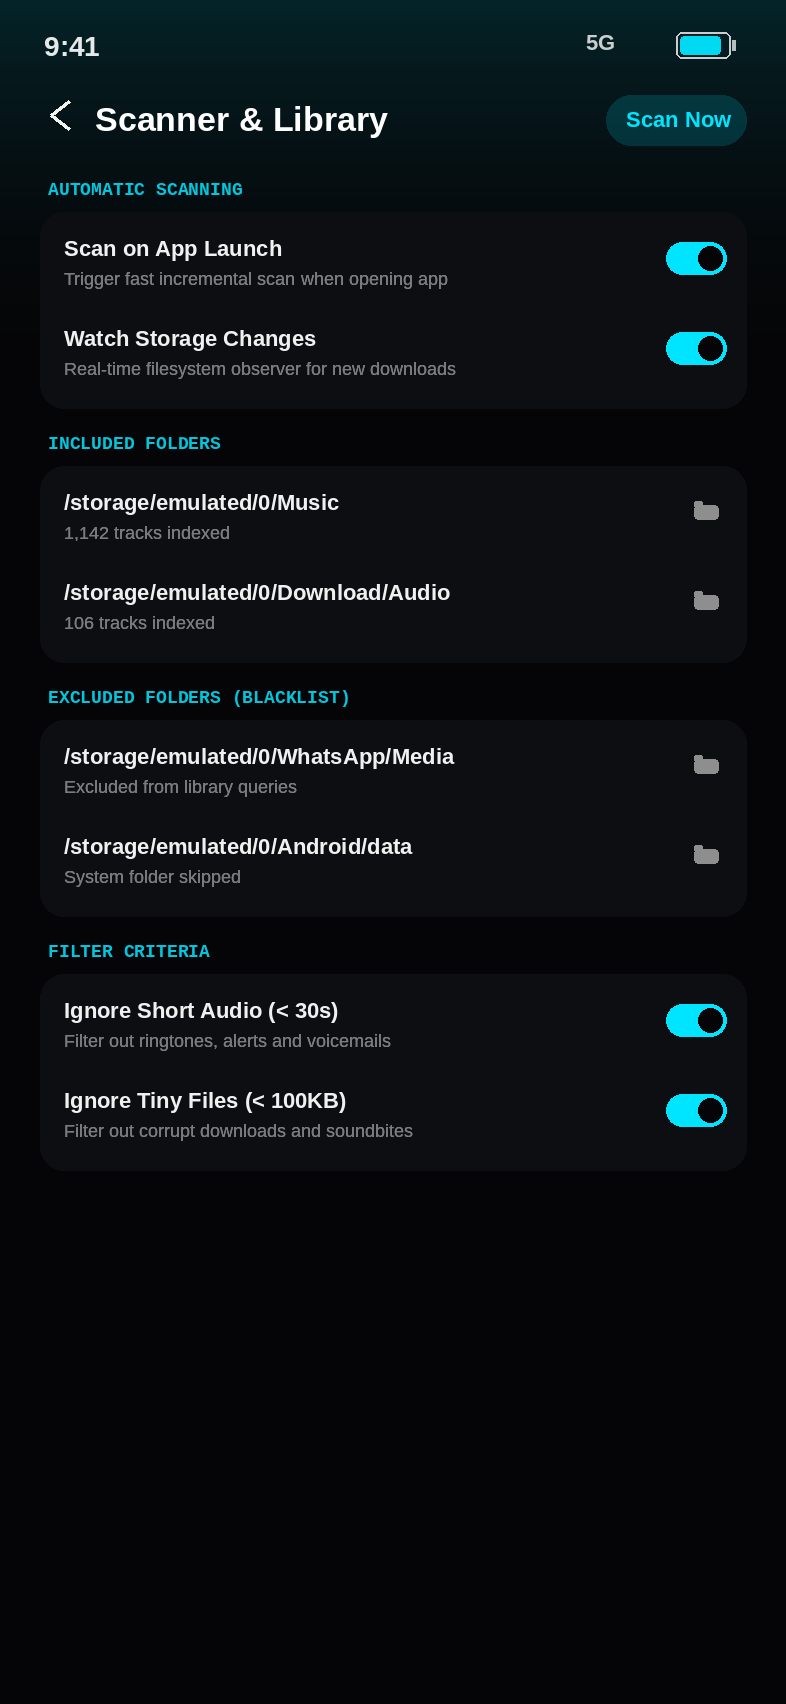 9:41
5G
Scanner & Library
Scan Now
AUTOMATIC SCANNING
Scan on App Launch
Trigger fast incremental scan when opening app
Watch Storage Changes
Real-time filesystem observer for new downloads
INCLUDED FOLDERS
/storage/emulated/0/Music
1,142 tracks indexed
/storage/emulated/0/Download/Audio
106 tracks indexed
EXCLUDED FOLDERS (BLACKLIST)
/storage/emulated/0/WhatsApp/Media
Excluded from library queries
/storage/emulated/0/Android/data
System folder skipped
FILTER CRITERIA
Ignore Short Audio (< 30s)
Filter out ringtones, alerts and voicemails
Ignore Tiny Files (< 100KB)
Filter out corrupt downloads and soundbites